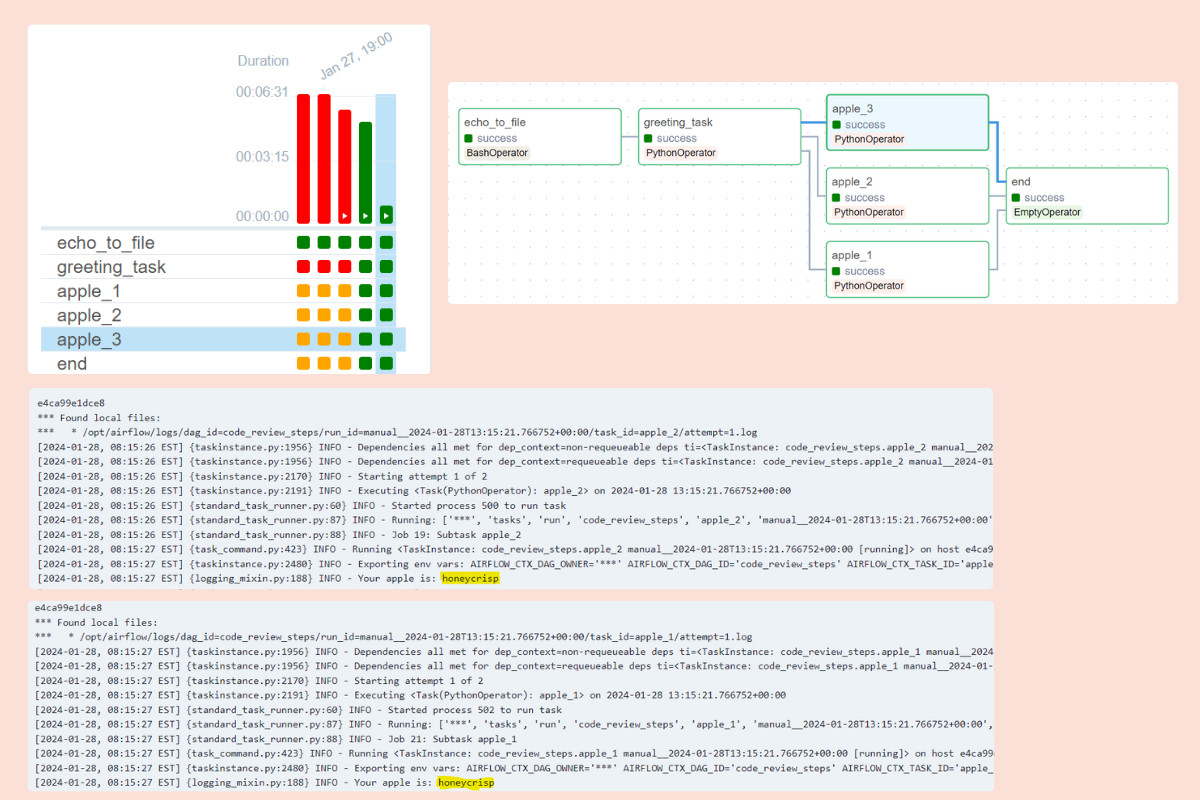 Duration
Jan 27, 19:00
00:06:31
00:03:15
00:00:00
echo_to_file
greeting_task
apple_1
apple_2
apple_3
end
echo_to_file
success
BashOperator
greeting_task
success
PythonOperator
apple_3
success
PythonOperator
apple_2
success
PythonOperator
apple_1
success
PythonOperator
end
success
EmptyOperator
e4ca99e1dce8
*** Found local files:
***   * /opt/airflow/logs/dag_id=code_review_steps/run_id=manual__2024-01-28T13:15:21.766752+00:00/task_id=apple_2/attempt=1.log
[2024-01-28, 08:15:26 EST] {taskinstance.py:1956} INFO - Dependencies all met for dep_context=non-requeueable deps ti=<TaskInstance: code_review_steps.apple_2 manual__202
[2024-01-28, 08:15:26 EST] {taskinstance.py:1956} INFO - Dependencies all met for dep_context=requeueable deps ti=<TaskInstance: code_review_steps.apple_2 manual__2024-01
[2024-01-28, 08:15:26 EST] {taskinstance.py:2170} INFO - Starting attempt 1 of 2
[2024-01-28, 08:15:26 EST] {taskinstance.py:2191} INFO - Executing <Task(PythonOperator): apple_2> on 2024-01-28 13:15:21.766752+00:00
[2024-01-28, 08:15:26 EST] {standard_task_runner.py:60} INFO - Started process 500 to run task
[2024-01-28, 08:15:26 EST] {standard_task_runner.py:87} INFO - Running: ['***', 'tasks', 'run', 'code_review_steps', 'apple_2', 'manual__2024-01-28T13:15:21.766752+00:00'
[2024-01-28, 08:15:26 EST] {standard_task_runner.py:88} INFO - Job 19: Subtask apple_2
[2024-01-28, 08:15:27 EST] {task_command.py:423} INFO - Running <TaskInstance: code_review_steps.apple_2 manual__2024-01-28T13:15:21.766752+00:00 [running]> on host e4ca9
[2024-01-28, 08:15:26 EST] {taskinstance.py:2480} INFO - Exporting env vars: AIRFLOW_CTX_DAG_OWNER='***' AIRFLOW_CTX_DAG_ID='code_review_steps' AIRFLOW_CTX_TASK_ID='apple
[2024-01-28, 08:15:26 EST] {logging_mixin.py:188} INFO - Your apple is: honeycrisp
e4ca99e1dce8
*** Found local files:
***   * /opt/airflow/logs/dag_id=code_review_steps/run_id=manual__2024-01-28T13:15:21.766752+00:00/task_id=apple_1/attempt=1.log
[2024-01-28, 08:15:27 EST] {taskinstance.py:1956} INFO - Dependencies all met for dep_context=non-requeueable deps ti=<TaskInstance: code_review_steps.apple_1 manual__2024
[2024-01-28, 08:15:27 EST] {taskinstance.py:1956} INFO - Dependencies all met for dep_context=requeueable deps ti=<TaskInstance: code_review_steps.apple_1 manual__2024-01-
[2024-01-28, 08:15:27 EST] {taskinstance.py:2170} INFO - Starting attempt 1 of 2
[2024-01-28, 08:15:27 EST] {taskinstance.py:2191} INFO - Executing <Task(PythonOperator): apple_1> on 2024-01-28 13:15:21.766752+00:00
[2024-01-28, 08:15:27 EST] {standard_task_runner.py:60} INFO - Started process 502 to run task
[2024-01-28, 08:15:27 EST] {standard_task_runner.py:87} INFO - Running: ['***', 'tasks', 'run', 'code_review_steps', 'apple_1', 'manual__2024-01-28T13:15:21.766752+00:00',
[2024-01-28, 08:15:27 EST] {standard_task_runner.py:88} INFO - Job 21: Subtask apple_1
[2024-01-28, 08:15:27 EST] {task_command.py:423} INFO - Running <TaskInstance: code_review_steps.apple_1 manual__2024-01-28T13:15:21.766752+00:00 [running]> on host e4ca99
[2024-01-28, 08:15:27 EST] {taskinstance.py:2480} INFO - Exporting env vars: AIRFLOW_CTX_DAG_OWNER='***' AIRFLOW_CTX_DAG_ID='code_review_steps' AIRFLOW_CTX_TASK_ID='apple_
[2024-01-28, 08:15:27 EST] {logging_mixin.py:188} INFO - Your apple is: honeycrisp